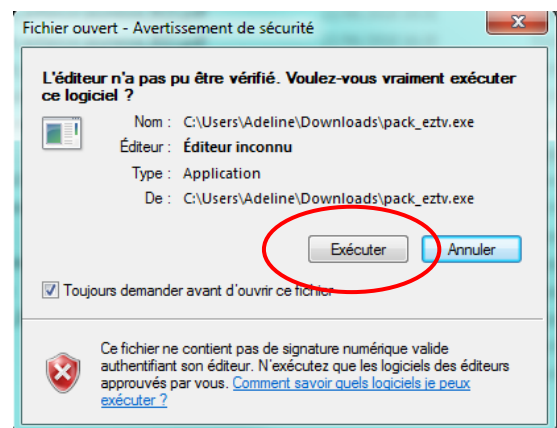 Fichier ouvert - Avertissement de sécurité
L'éditeur n'a pas pu être vérifié. Voulez-vous vraiment exécuter
ce logiciel ?
Nom : C:\Users\Adeline\Downloads\pack_eztv.exe
Éditeur : Éditeur inconnu
Type : Application
De : C:\Users\Adeline\Downloads\pack_eztv.exe
Exécuter Annuler
Toujours demander avant d'ouvrir ce fichier
Ce fichier ne contient pas de signature numérique valide
authentifiant son éditeur. N'exécutez que les logiciels des éditeurs
approuvés par vous. Comment savoir quels logiciels je peux
exécuter ?